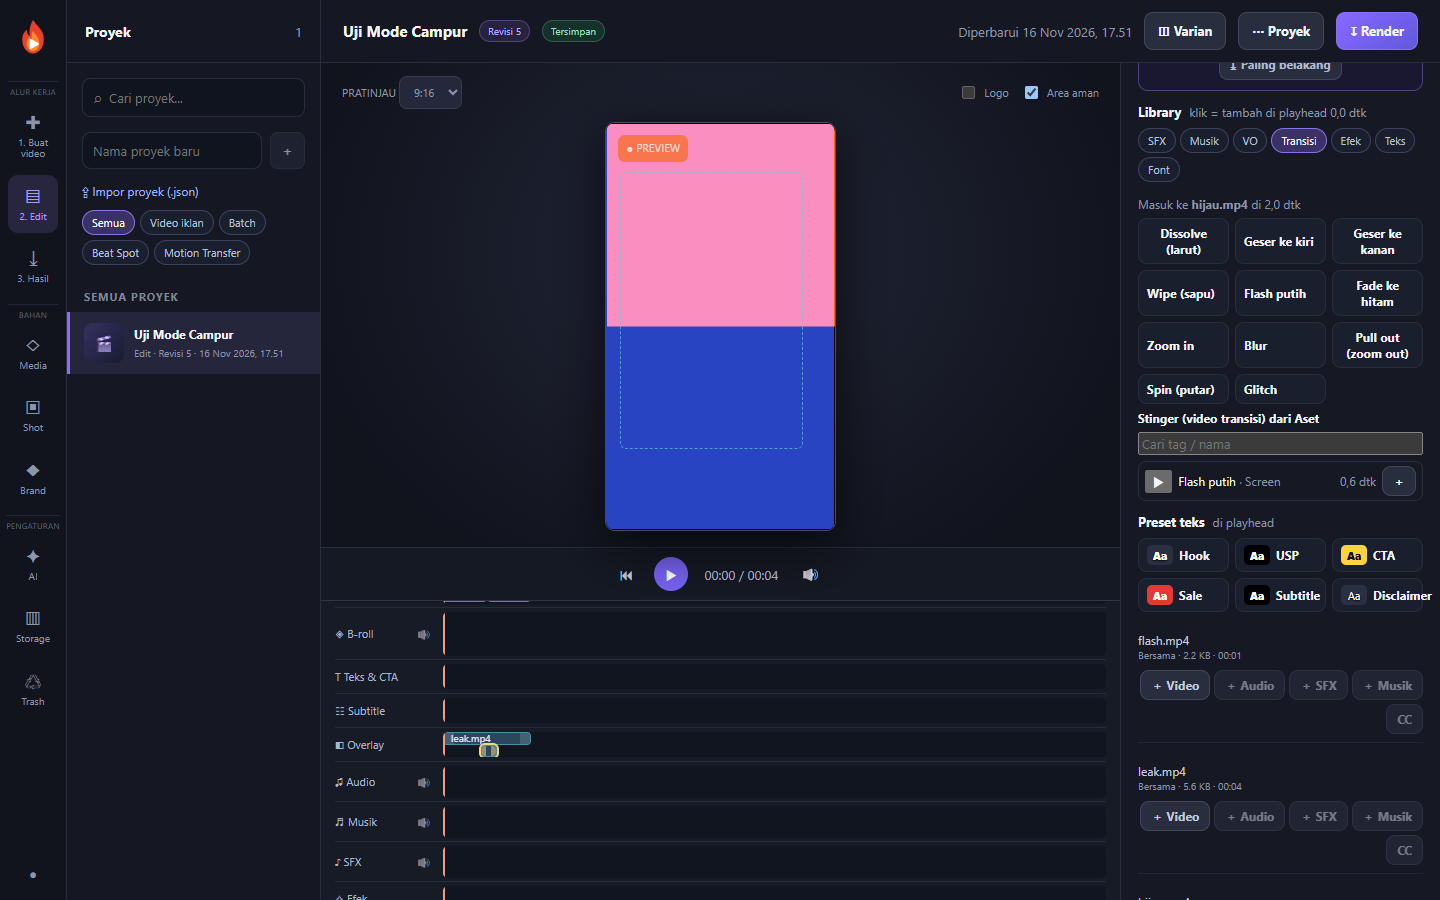 ALUR KERJA
1. Buat
video
2. Edit
3. Hasil
BAHAN
Media
Shot
Brand
PENGATURAN
AI
Storage
Trash
Proyek
1
Cari proyek...
Nama proyek baru
+
Impor proyek (.json)
Semua
Video iklan
Batch
Beat Spot
Motion Transfer
SEMUA PROYEK
Uji Mode Campur
Edit · Revisi 5 · 16 Nov 2026, 17.51
Uji Mode Campur
Revisi 5
Tersimpan
Diperbarui 16 Nov 2026, 17.51
Varian
Proyek
Render
PRATINJAU
9:16
Logo
Area aman
PREVIEW
00:00 / 00:04
B-roll
T Teks & CTA
Subtitle
Overlay
leak.mp4
Audio
Musik
SFX
Efek
Paling belakang
Library klik = tambah di playhead 0,0 dtk
SFX
Musik
VO
Transisi
Efek
Teks
Font
Masuk ke hijau.mp4 di 2,0 dtk
Dissolve
(larut)
Geser ke kiri
Geser ke
kanan
Wipe (sapu)
Flash putih
Fade ke
hitam
Zoom in
Blur
Pull out
(zoom out)
Spin (putar)
Glitch
Stinger (video transisi) dari Aset
Cari tag / nama
Flash putih · Screen
0,6 dtk
+
Preset teks di playhead
Aa Hook
Aa USP
Aa CTA
Aa Sale
Aa Subtitle
Aa Disclaimer
flash.mp4
Bersama · 2.2 KB · 00:01
+ Video
+ Audio
+ SFX
+ Musik
CC
leak.mp4
Bersama · 5.6 KB · 00:04
+ Video
+ Audio
+ SFX
+ Musik
CC